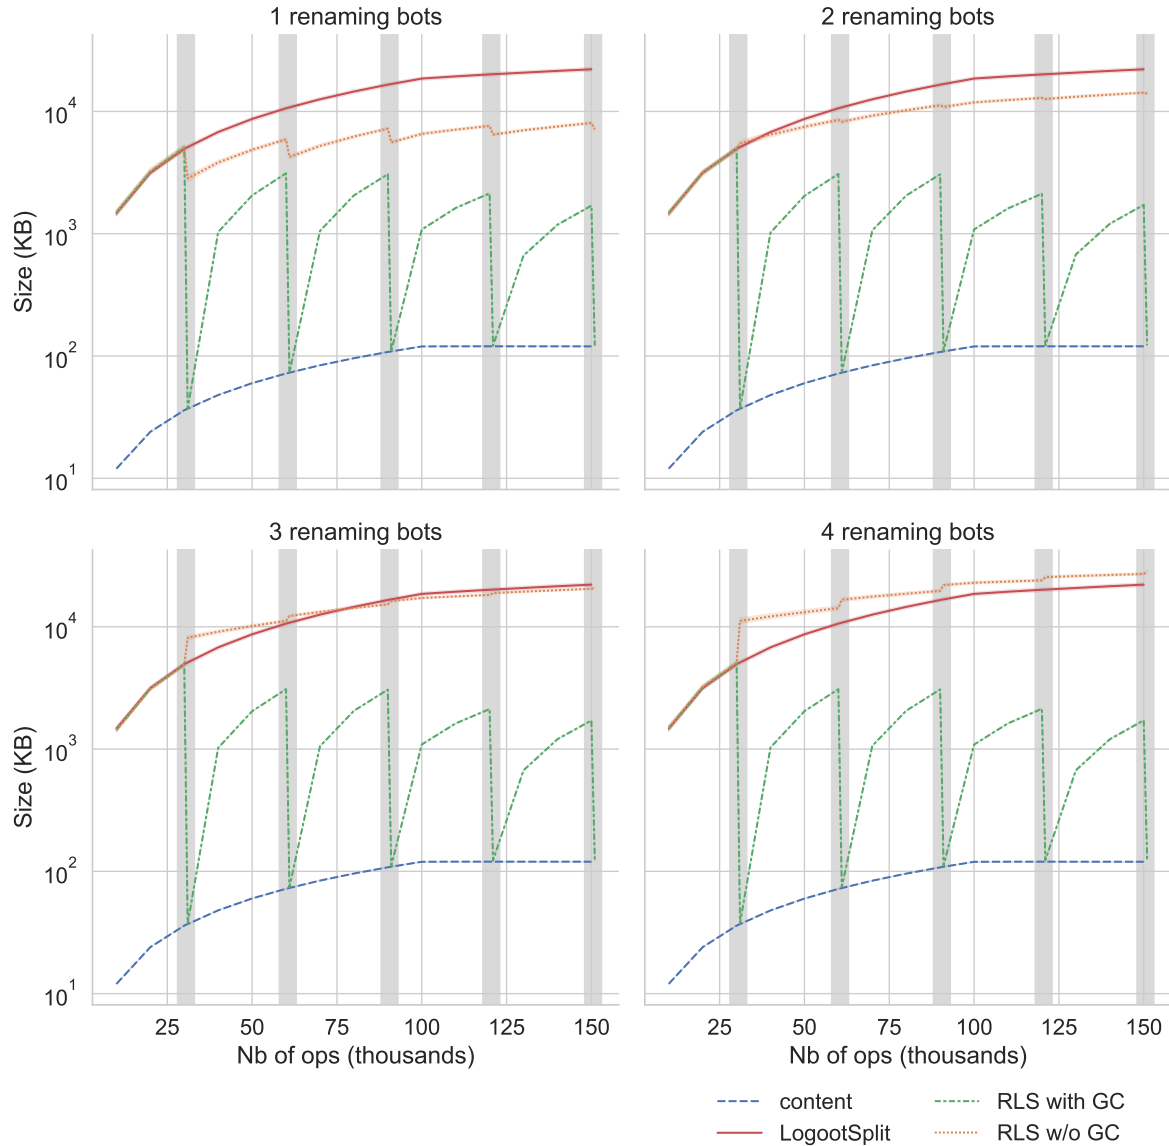 1 renaming bots
2 renaming bots
Size (KB)
10^4
10^3
10^2
10^1
3 renaming bots
4 renaming bots
Size (KB)
10^4
10^3
10^2
10^1
25 50 75 100 125 150
25 50 75 100 125 150
Nb of ops (thousands)
Nb of ops (thousands)
content
RLS with GC
LogootSplit
RLS w/o GC